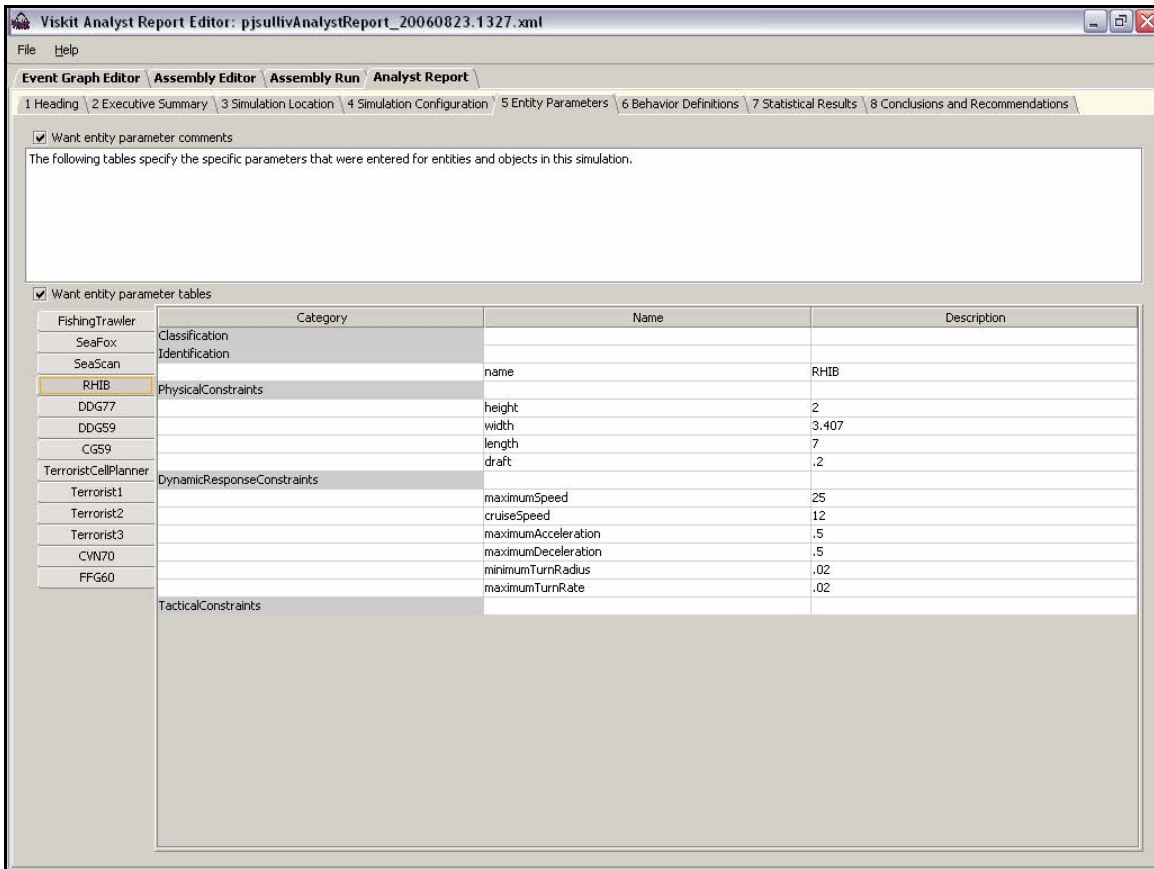 Viskit Analyst Report Editor: pjsullivAnalystReport_20060823.1327.xml
File Help
Event Graph Editor Assembly Editor Assembly Run Analyst Report
1 Heading 2 Executive Summary 3 Simulation Location 4 Simulation Configuration 5 Entity Parameters 6 Behavior Definitions 7 Statistical Results 8 Conclusions and Recommendations
Want entity parameter comments
The following tables specify the specific parameters that were entered for entities and objects in this simulation.
Want entity parameter tables
FishingTrawler
SeaFox
SeaScan
RHIB
DDG77
DDG59
CG59
TerroristCellPlanner
Terrorist1
Terrorist2
Terrorist3
CVN70
FFG60
Category Name Description
Classification
Identification
name RHIB
PhysicalConstraints
height 2
width 3.407
length 7
draft .2
DynamicResponseConstraints
maximumSpeed 25
cruiseSpeed 12
maximumAcceleration .5
maximumDeceleration .5
minimumTurnRadius .02
maximumTurnRate .02
TacticalConstraints